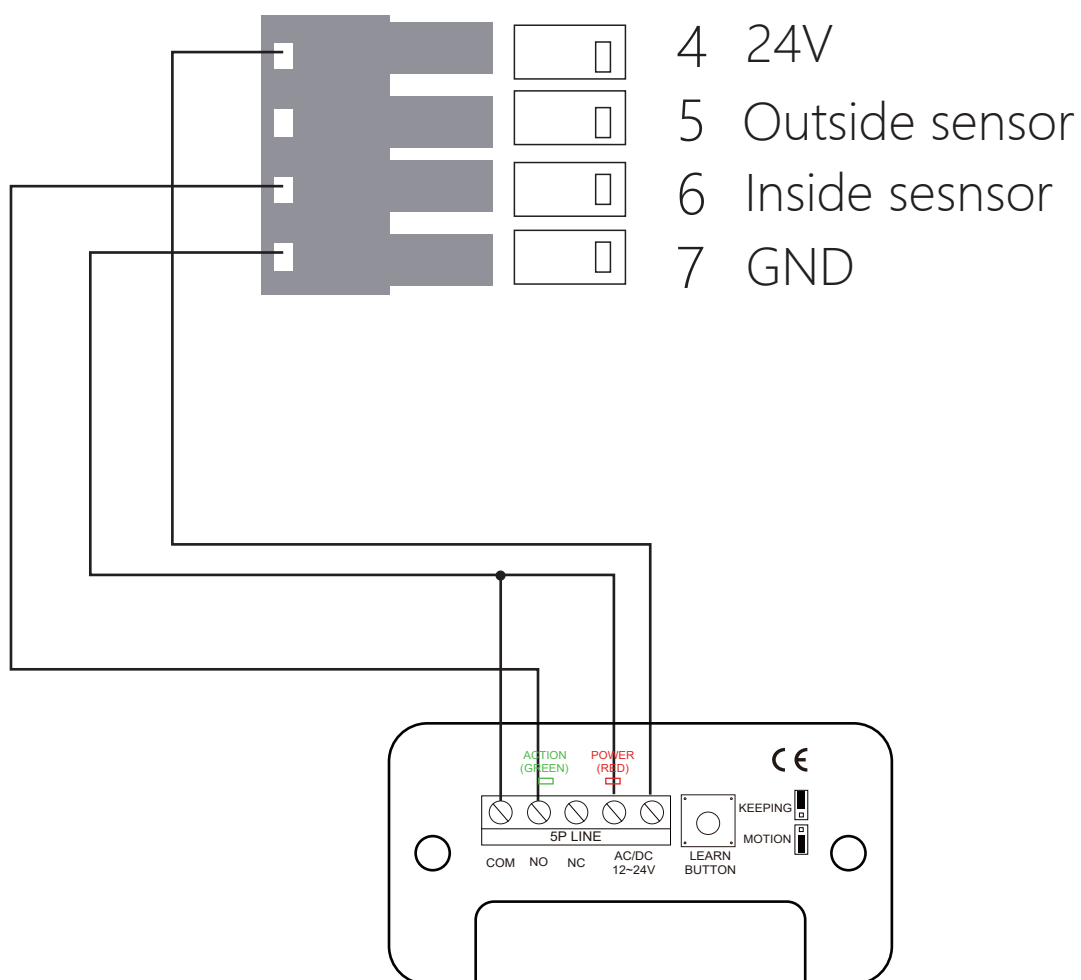 4 24V
5 Outside sensor
6 Inside sesnsor
7 GND
ACTION
(GREEN)
POWER
(RED)
CE
KEEPING
MOTION
5P LINE
COM NO NC
AC/DC
12~24V
LEARN
BUTTON